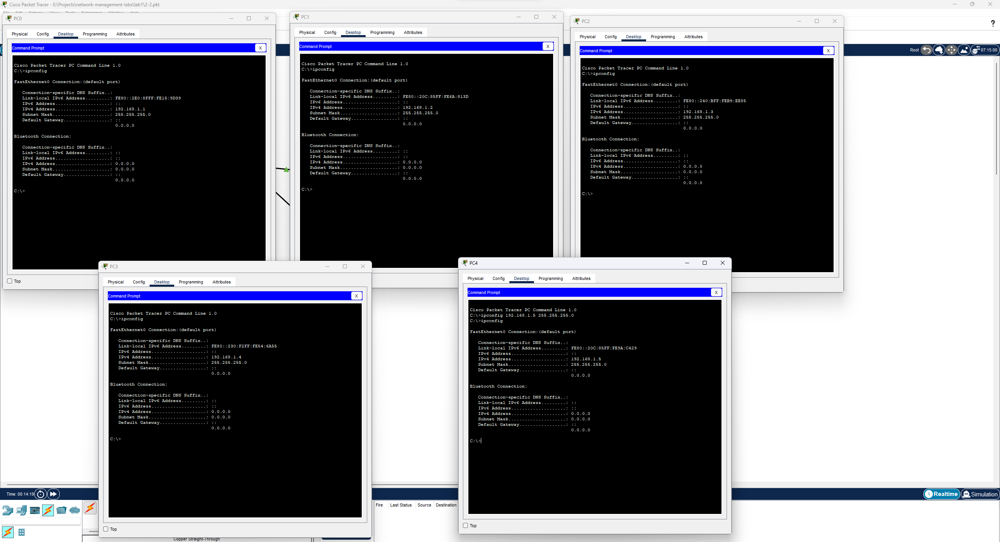 Cisco Packet Tracer - E:\Projects\network-management-labs\lab1\2-2.pkt
PC0
Physical Config Desktop Programming Attributes
Command Prompt X
Cisco Packet Tracer PC Command Line 1.0
C:\>ipconfig
FastEthernet0 Connection:(default port)
Connection-specific DNS Suffix..:
Link-local IPv6 Address.........: FE80::2E0:8FFF:FE15:9D39
IPv6 Address....................: ::
IPv4 Address....................: 192.168.1.1
Subnet Mask.....................: 255.255.255.0
Default Gateway.................: ::
0.0.0.0
Bluetooth Connection:
Connection-specific DNS Suffix..:
Link-local IPv6 Address.........: ::
IPv6 Address....................: ::
IPv4 Address....................: 0.0.0.0
Subnet Mask.....................: 0.0.0.0
Default Gateway.................: ::
0.0.0.0
C:\>
Top
PC1
Physical Config Desktop Programming Attributes
Command Prompt X
Cisco Packet Tracer PC Command Line 1.0
C:\>ipconfig
FastEthernet0 Connection:(default port)
Connection-specific DNS Suffix..:
Link-local IPv6 Address.........: FE80::20C:85FF:FE6A:813D
IPv6 Address....................: ::
IPv4 Address....................: 192.168.1.2
Subnet Mask.....................: 255.255.255.0
Default Gateway.................: ::
0.0.0.0
Bluetooth Connection:
Connection-specific DNS Suffix..:
Link-local IPv6 Address.........: ::
IPv6 Address....................: ::
IPv4 Address....................: 0.0.0.0
Subnet Mask.....................: 0.0.0.0
Default Gateway.................: ::
0.0.0.0
C:\>
PC2
Physical Config Desktop Programming Attributes
Command Prompt X
Cisco Packet Tracer PC Command Line 1.0
C:\>ipconfig
FastEthernet0 Connection:(default port)
Connection-specific DNS Suffix..:
Link-local IPv6 Address.........: FE80::240:BFF:FEB9:EE85
IPv6 Address....................: ::
IPv4 Address....................: 192.168.1.3
Subnet Mask.....................: 255.255.255.0
Default Gateway.................: ::
0.0.0.0
Bluetooth Connection:
Connection-specific DNS Suffix..:
Link-local IPv6 Address.........: ::
IPv6 Address....................: ::
IPv4 Address....................: 0.0.0.0
Subnet Mask.....................: 0.0.0.0
Default Gateway.................: ::
0.0.0.0
C:\>
?
Root 07:15:00
PC3
Physical Config Desktop Programming Attributes
Command Prompt X
Cisco Packet Tracer PC Command Line 1.0
C:\>ipconfig
FastEthernet0 Connection:(default port)
Connection-specific DNS Suffix..:
Link-local IPv6 Address.........: FE80::230:F2FF:FE54:6A55
IPv6 Address....................: ::
IPv4 Address....................: 192.168.1.4
Subnet Mask.....................: 255.255.255.0
Default Gateway.................: ::
0.0.0.0
Bluetooth Connection:
Connection-specific DNS Suffix..:
Link-local IPv6 Address.........: ::
IPv6 Address....................: ::
IPv4 Address....................: 0.0.0.0
Subnet Mask.....................: 0.0.0.0
Default Gateway.................: ::
0.0.0.0
C:\>
Top
PC4
Physical Config Desktop Programming Attributes
Command Prompt X
Cisco Packet Tracer PC Command Line 1.0
C:\>ipconfig 192.168.1.5 255.255.255.0
C:\>ipconfig
FastEthernet0 Connection:(default port)
Connection-specific DNS Suffix..:
Link-local IPv6 Address.........: FE80::20C:85FF:FE9A:C429
IPv6 Address....................: ::
IPv4 Address....................: 192.168.1.5
Subnet Mask.....................: 255.255.255.0
Default Gateway.................: ::
0.0.0.0
Bluetooth Connection:
Connection-specific DNS Suffix..:
Link-local IPv6 Address.........: ::
IPv6 Address....................: ::
IPv4 Address....................: 0.0.0.0
Subnet Mask.....................: 0.0.0.0
Default Gateway.................: ::
0.0.0.0
C:\>
Top
Time: 00:14:19
Realtime Simulation
Fire Last Status Source Destination
Copper Straight-Through